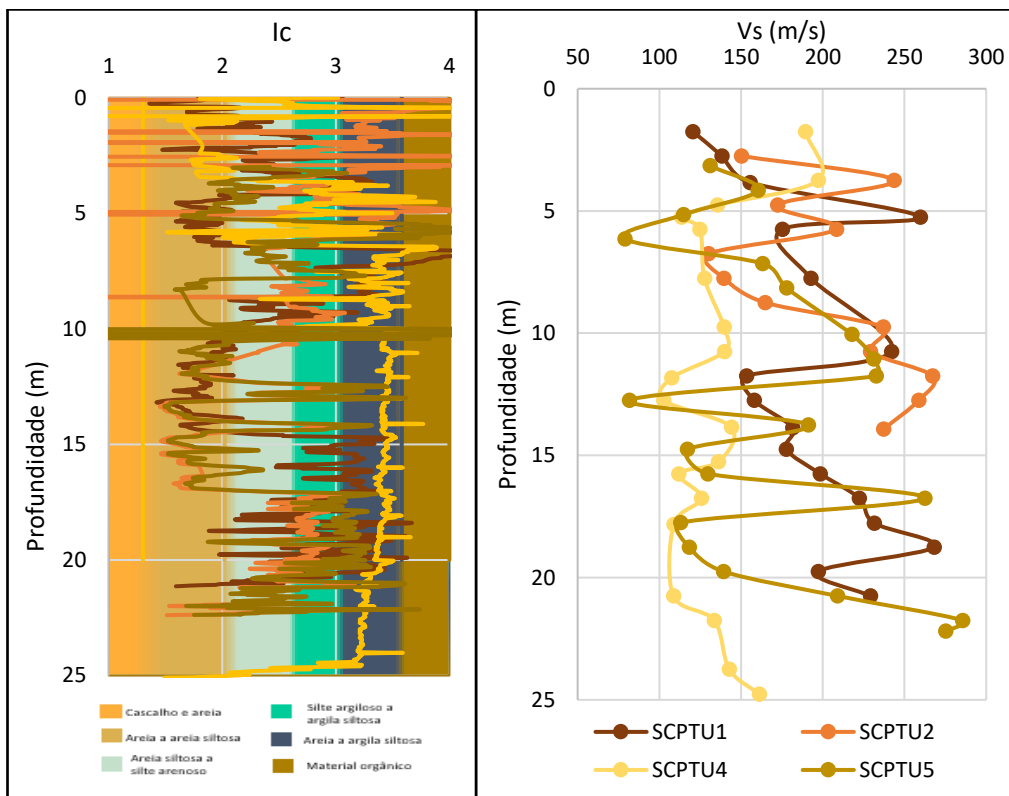 Ic
1 2 3 4
0
5
10
15
20
25
Profundidade (m)
Cascalho e areia
Areia a areia siltosa
Areia siltosa a
silte arenoso
Silte argiloso a
argila siltosa
Areia a argila siltosa
Material orgânico
Vs (m/s)
50 100 150 200 250 300
0
5
10
15
20
25
Profundidade (m)
SCPTU1
SCPTU2
SCPTU4
SCPTU5